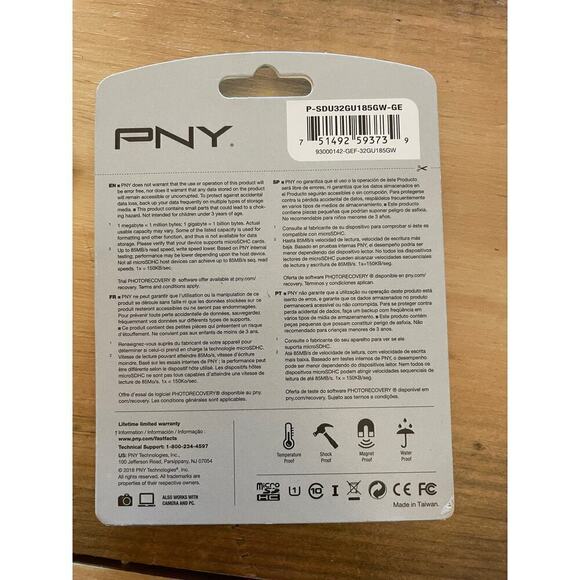 P-SDU32GU185GW-GE
7 51492 59373 9
93000142-GEF-32GU185GW
PNY®
EN ■ PNY does not warrant that the use or operation of this product will
be error free, nor does it warrant that any data stored on the media
will remain accessible or uncorrupted. To protect against accidental
data loss, back up your data frequently on multiple types of storage
media. ■ This product contains small parts that could lead to a chok-
ing hazard. Not intended for children under 3 years of age.
1 1 megabyte = 1 million bytes; 1 gigabyte = 1 billion bytes. Actual
usable capacity may vary. Some of the listed capacity is used for
formatting and other functions, and thus is not available for data
storage. Please verify that your device supports microSDHC cards.
2 Up to 85MB/s read speed, write speed lower. Based on PNY internal
testing; performance may be lower depending upon the host device.
Not all microSD host devices can achieve up to 85MB/s, read speed,
1x = 150KB/sec.
Trial PHOTORECOVERY ® software offer available at pny.com/
recovery. Terms and conditions apply.
FR ■ PNY ne peut garantir que l'utilisation ou la manipulation de ce
produit se déroule sans faille ni que les données stockées sur ce
produit resteront accessibles ou ne seront pas endommagées.
Pour prévenir toute perte accidentelle de données, sauvegardez
fréquemment vos données sur différents types de supports.
■ Ce produit contient des petites pièces qui présentent un risque
d'étouffement. Ne convient pas aux enfants de moins de 3 ans.
1 Renseignez-vous auprès du fabricant de votre appareil pour
déterminer si celui-ci prend en charge la technologie microSDHC.
2 Vitesse de lecture pouvant atteindre 85Mo/s, vitesse d'écriture
moindre. Basé sur les essais internes de PNY ; la performance peut
être différente selon le dispositif hôte. Les dispositifs hôtes
microSDHC ne sont pas tous capables d'atteindre une vitesse de
lecture de 85Mo/s. 1x = 150Ko/sec.
Offre d'essai de logiciel PHOTORECOVERY ® disponible sur pny.
com/recovery. Les conditions générales sont applicables.
SP ■ PNY no garantiza que el uso o la operación de éste Producto
será libre de errores, ni garantiza que los datos almacenados en el
Producto seguirán accesibles o sin corrupción. Para protegerse
contra la pérdida accidental de datos, respáldelos frecuentemente
en varios tipos de medios de almacenamiento. ■ Este producto
contiene piezas pequeñas que podrían suponer peligro de asfixia.
No recomendable para niños menores de 3 años.
1 Consulte al fabricante de su dispositivo para comprobar si éste es
compatible con microSDHC.
2 Hasta 85MB/s velocidad de lectura, velocidad de escritura más
baja. Basado en pruebas internas PNY, el desempeño podría ser
menor dependiendo del dispositivo lector. No todos los dispositivos
lectores de microSDHC pueden alcanzar velocidades secuenciales
de lectura y escritura de 85MB/s. 1x=150KB/sec.
Oferta de software PHOTORECOVERY ® disponible en pny.com/
recovery. Términos y condiciones aplican.
PT ■ PNY não garante que a utilização ou operação deste produto está
isento de erros, e garante que os dados armazenados no produto
permanecerá acessível ou não corrompidas. Para se proteger contra
perda acidental de dados, faça um backup com freqüência em
vários tipos de mídia de armazenamento. ■ Este produto contém
peças pequenas que possam constituir perigo de asfixia. Não
recomendado para crianças menores de 3 anos.
1 Consulte o fabricante do seu aparelho para ver se ele
suporta microSDHC.
2 Até 85MB/s de velocidade de leitura, com velocidade de escrita
mais baixa. Baseado em testes internos da PNY, o desempenho
pode ser menor dependendo do dispositivo leitor. Nem todos os
dispositivos microSDHC podem atingir velocidades sequenciais de
leitura de até 85MB/s. 1x = 150KB/seg.
Oferta de teste do software PHOTORECOVERY ® disponível em
pny.com/recovery. Sujeito aos termos e condições.
Lifetime limited warranty
† Information / Información / Informação :
www.pny.com/fastfacts
Technical Support: 1-800-234-4597
US: PNY Technologies, Inc.,
100 Jefferson Road, Parsippany, NJ 07054
© 2018 PNY Technologies®, Inc.
All rights reserved. All trademarks are
properties of their respective owners.
Temperature Proof
Shock Proof
Magnet Proof
Water Proof
ALSO WORKS WITH
CAMERA AND PC.
micro SD HC
U1
10
I
CE FC
Made in Taiwan.